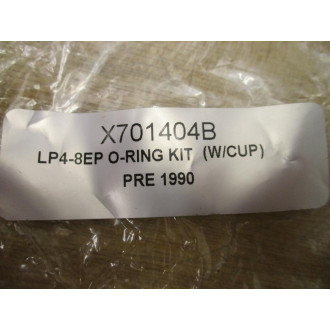 X701404B
LP4-8EP O-RING KIT (W/CUP)
PRE 1990